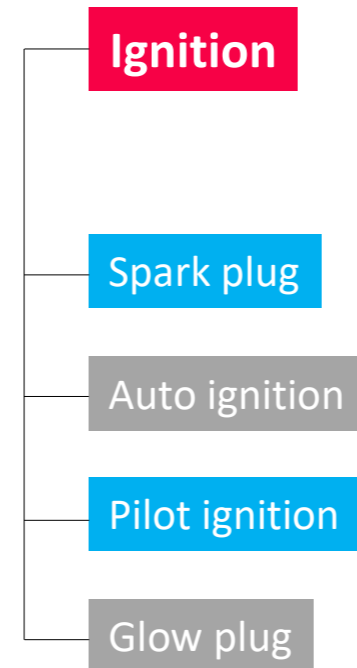 Ignition
Spark plug
Auto ignition
Pilot ignition
Glow plug